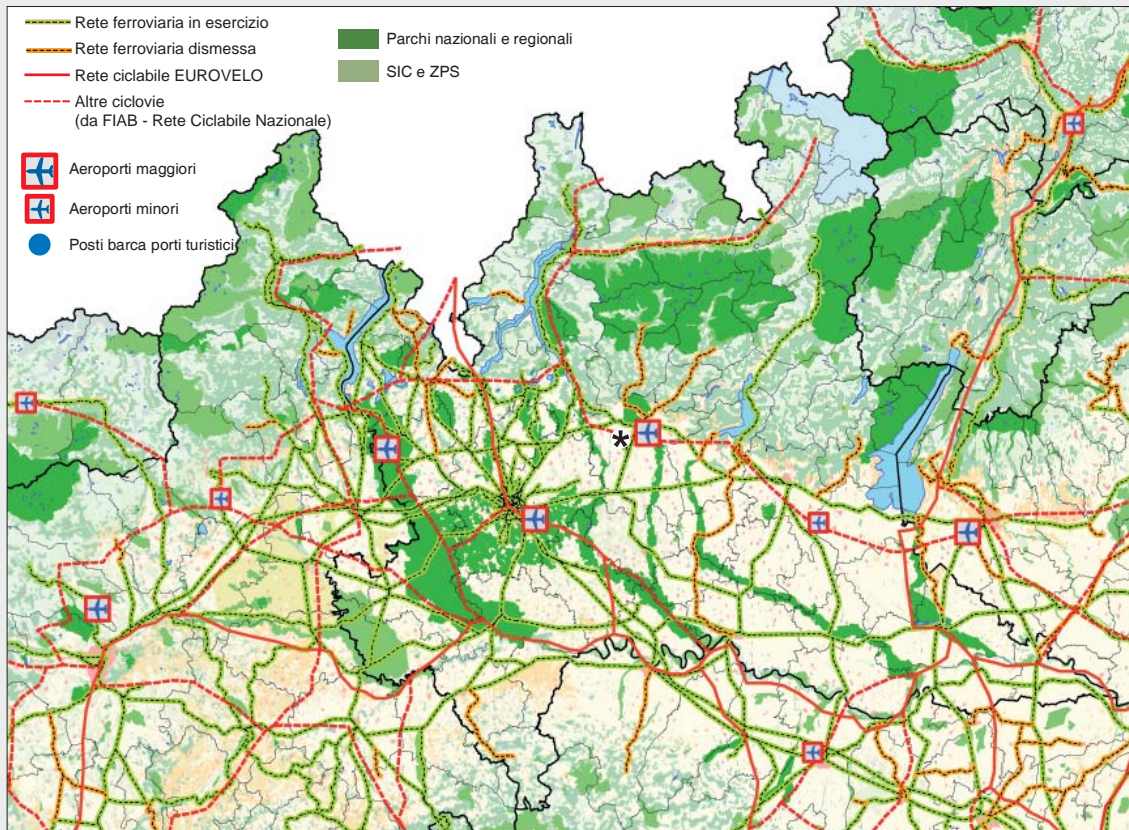 Rete ferroviaria in esercizio
Rete ferroviaria dismessa
Rete ciclabile EUROVELO
Altre ciclovie
(da FIAB - Rete Ciclabile Nazionale)
Aeroporti maggiori
Aeroporti minori
Posti barca porti turistici
Parchi nazionali e regionali
SIC e ZPS
*